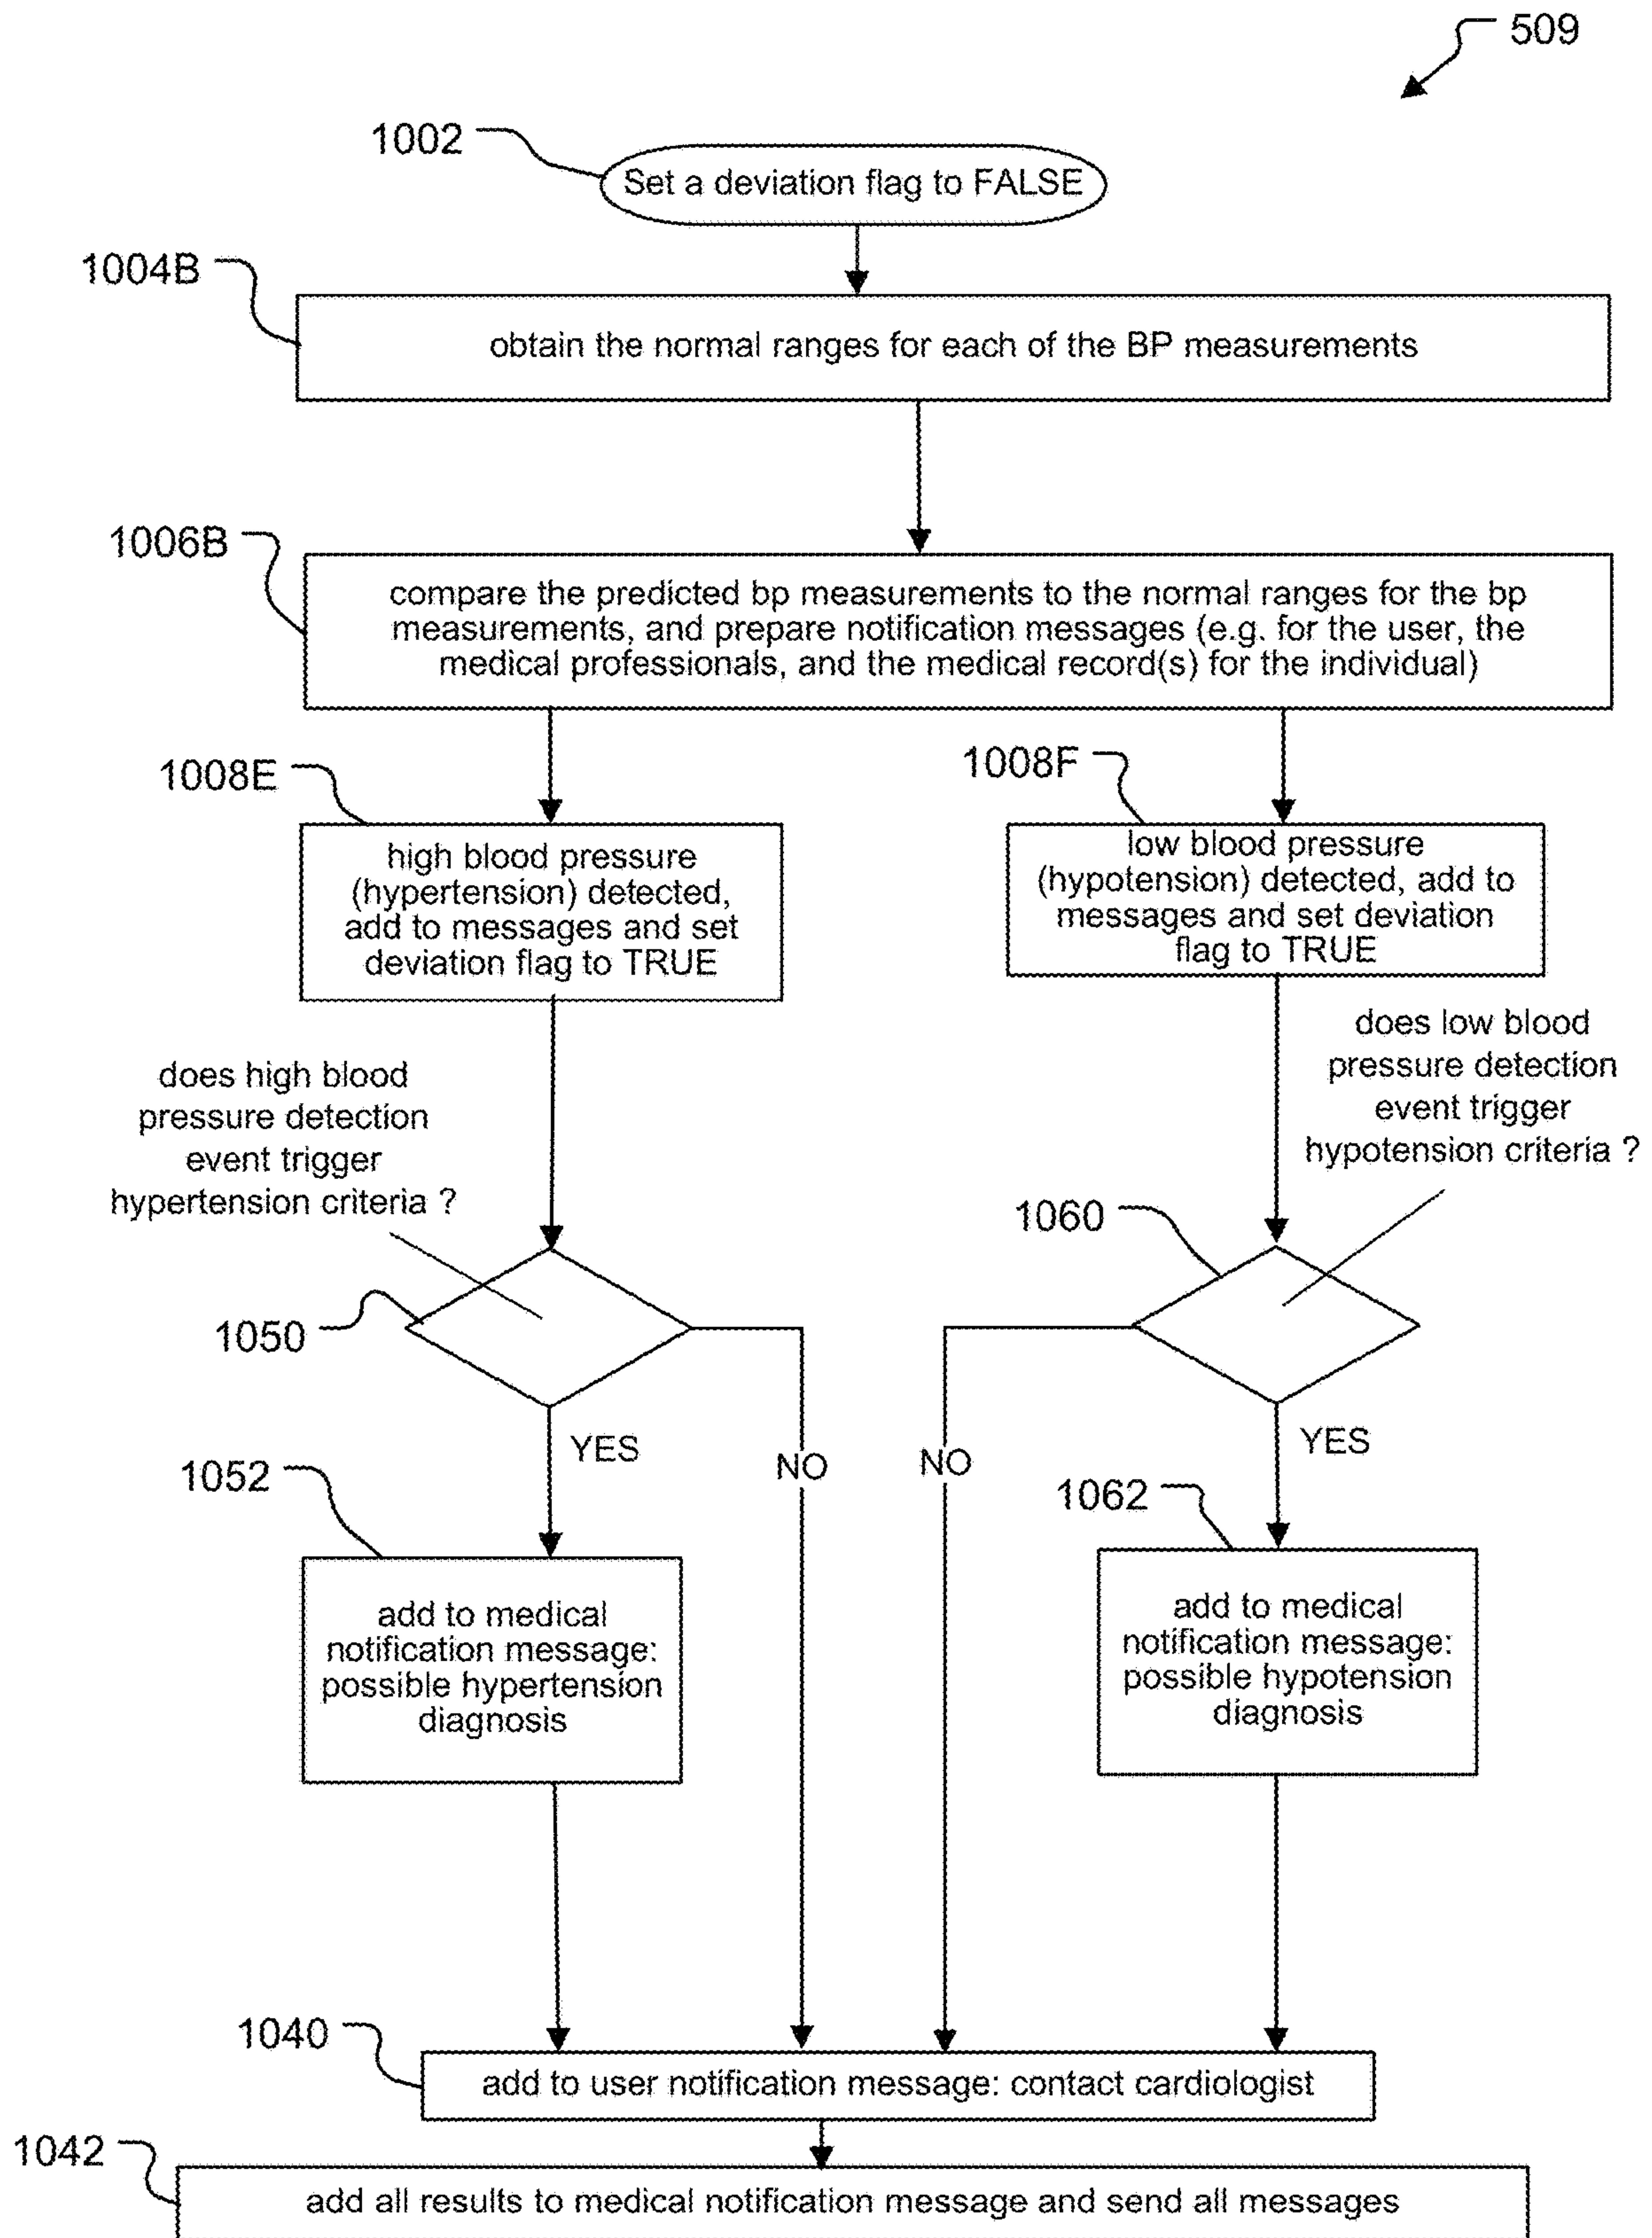 509
1002
Set a deviation flag to FALSE
1004B
obtain the normal ranges for each of the BP measurements
1006B
compare the predicted bp measurements to the normal ranges for the bp
measurements, and prepare notification messages (e.g. for the user, the
medical professionals, and the medical record(s) for the individual)
1008E
high blood pressure
(hypertension) detected,
add to messages and set
deviation flag to TRUE
1008F
low blood pressure
(hypotension) detected, add to
messages and set deviation
flag to TRUE
does high blood
pressure detection
event trigger
hypertension criteria ?
does low blood
pressure detection
event trigger
hypotension criteria ?
1050
1060
YES
NO
NO
YES
1052
add to medical
notification message:
possible hypertension
diagnosis
1062
add to medical
notification message:
possible hypotension
diagnosis
1040
add to user notification message: contact cardiologist
1042
add all results to medical notification message and send all messages